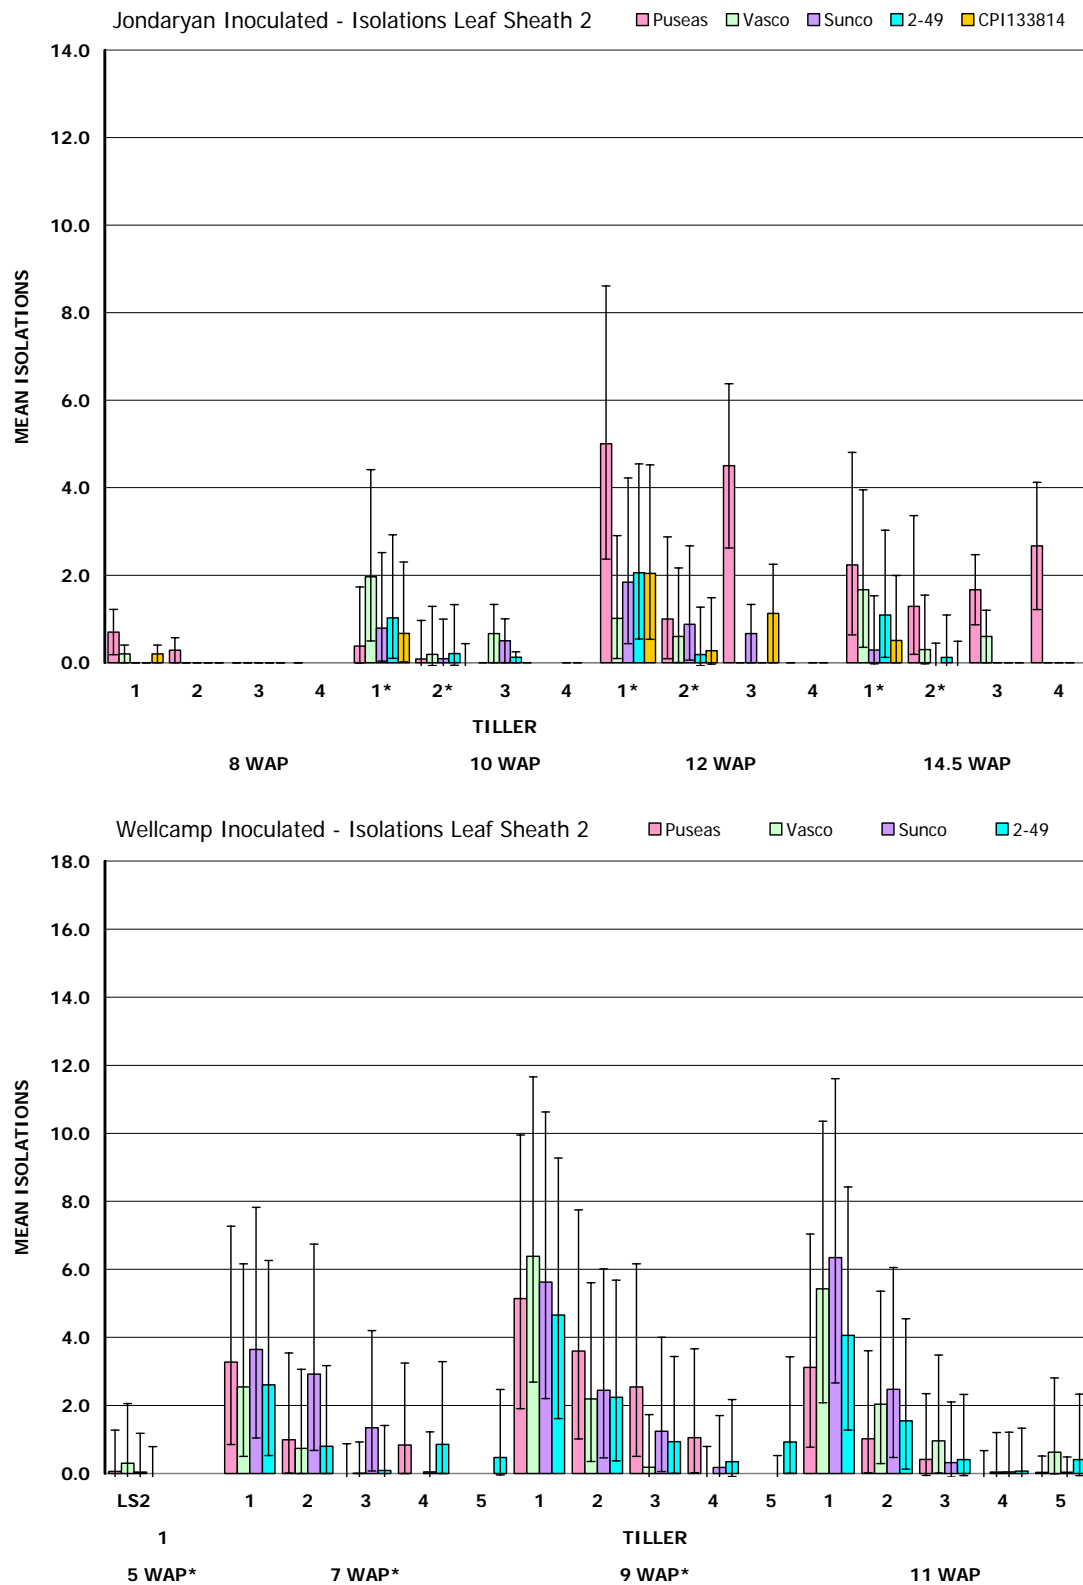 Jondaryan Inoculated - Isolations Leaf Sheath 2 Puseas Vasco Sunco 2-49 CPI133814
14.0
12.0
10.0
8.0
6.0
4.0
2.0
0.0
MEAN ISOLATIONS
1 2 3 4 1* 2* 3 4 1* 2* 3 4 1* 2* 3 4
TILLER
8 WAP 10 WAP 12 WAP 14.5 WAP
Wellcamp Inoculated - Isolations Leaf Sheath 2 Puseas Vasco Sunco 2-49
18.0
16.0
14.0
12.0
10.0
8.0
6.0
4.0
2.0
0.0
MEAN ISOLATIONS
LS2 1 2 3 4 5 1 2 3 4 5 1 2 3 4 5
1 TILLER
5 WAP* 7 WAP* 9 WAP* 11 WAP